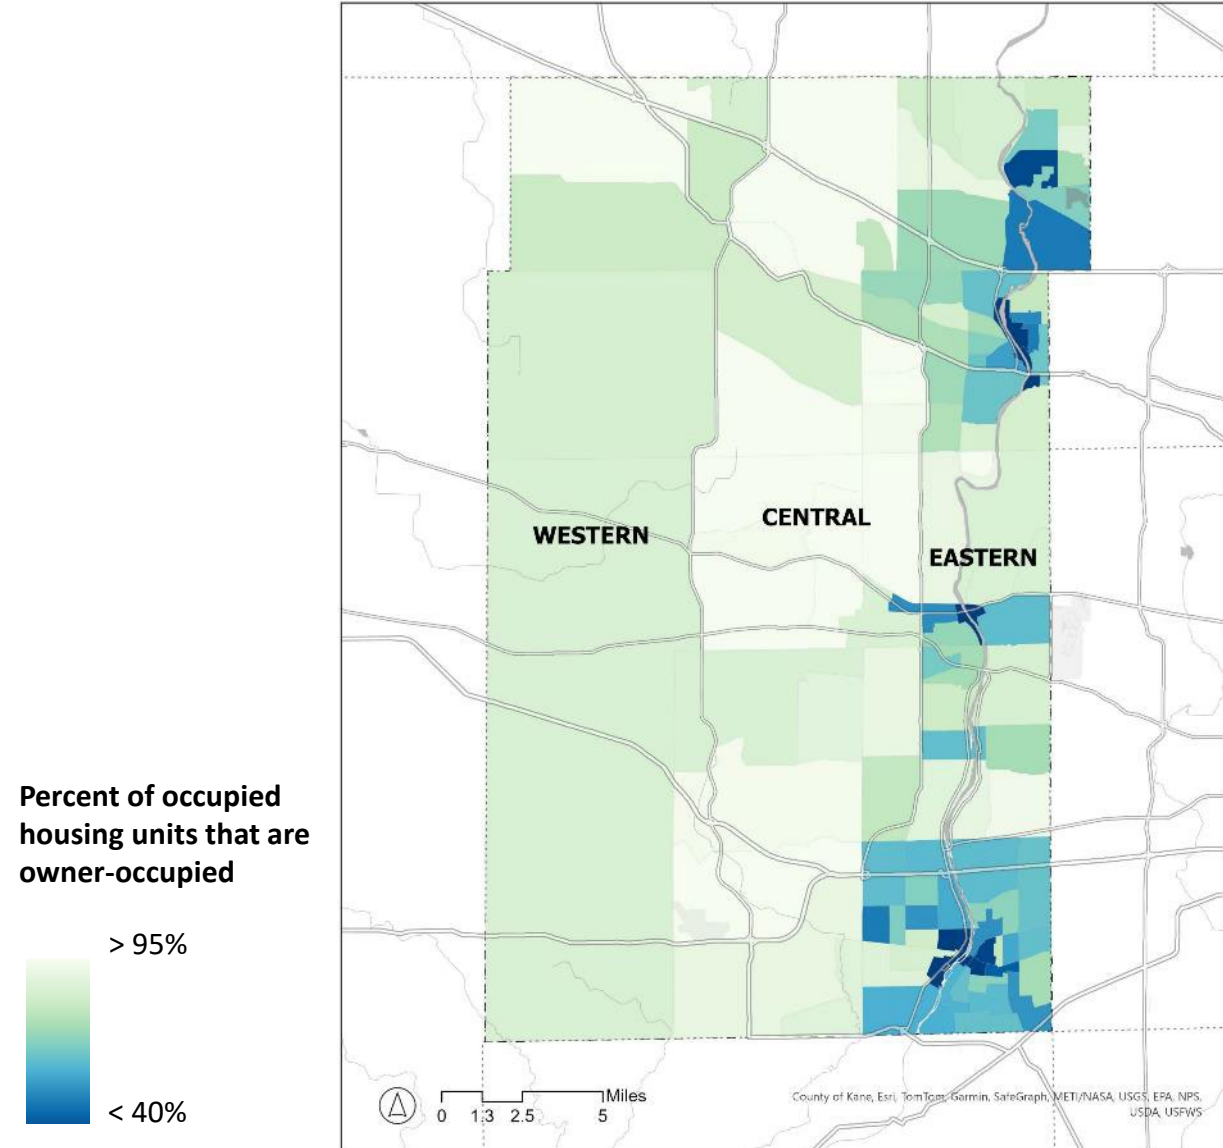 WESTERN
CENTRAL
EASTERN
Percent of occupied
housing units that are
owner-occupied
> 95%
< 40%
Miles
0 1.3 2.5 5
County of Kane, Esri, TomTom, Garmin, SafeGraph, METI/NASA, USGS, EPA, NPS,
USDA, USFWS